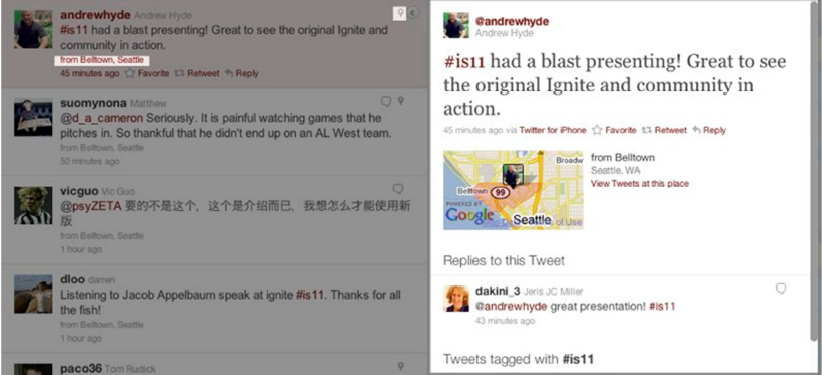 andrewhyde Andrew Hyde
#is11 had a blast presenting! Great to see the original Ignite and
community in action.
from Belltown, Seattle
45 minutes ago Favorite Retweet Reply
suomynona Matthew
@d_a_cameron Seriously. It is painful watching games that he
pitches in. So thankful that he didn't end up on an AL West team.
from Belltown, Seattle
50 minutes ago
vicguo Vic Guo
@psyZETA 要的不是这个，这个是介绍而已，我想怎么才能使用新
版
from Belltown, Seattle
1 hour ago
dloo darren
Listening to Jacob Appelbaum speak at ignite #is11. Thanks for all
the fish!
from Belltown, Seattle
1 hour ago
paco36 Tom Rudick
@andrewhyde
Andrew Hyde
#is11 had a blast presenting! Great to see
the original Ignite and community in
action.
45 minutes ago via Twitter for iPhone Favorite Retweet Reply
Broadw
Belltown
99
POWERED BY
Google
Seattle
of Use
from Belltown
Seattle, WA
View Tweets at this place
Replies to this Tweet
dakini_3 Jeris JC Miller
@andrewhyde great presentation! #is11
43 minutes ago
Tweets tagged with #is11